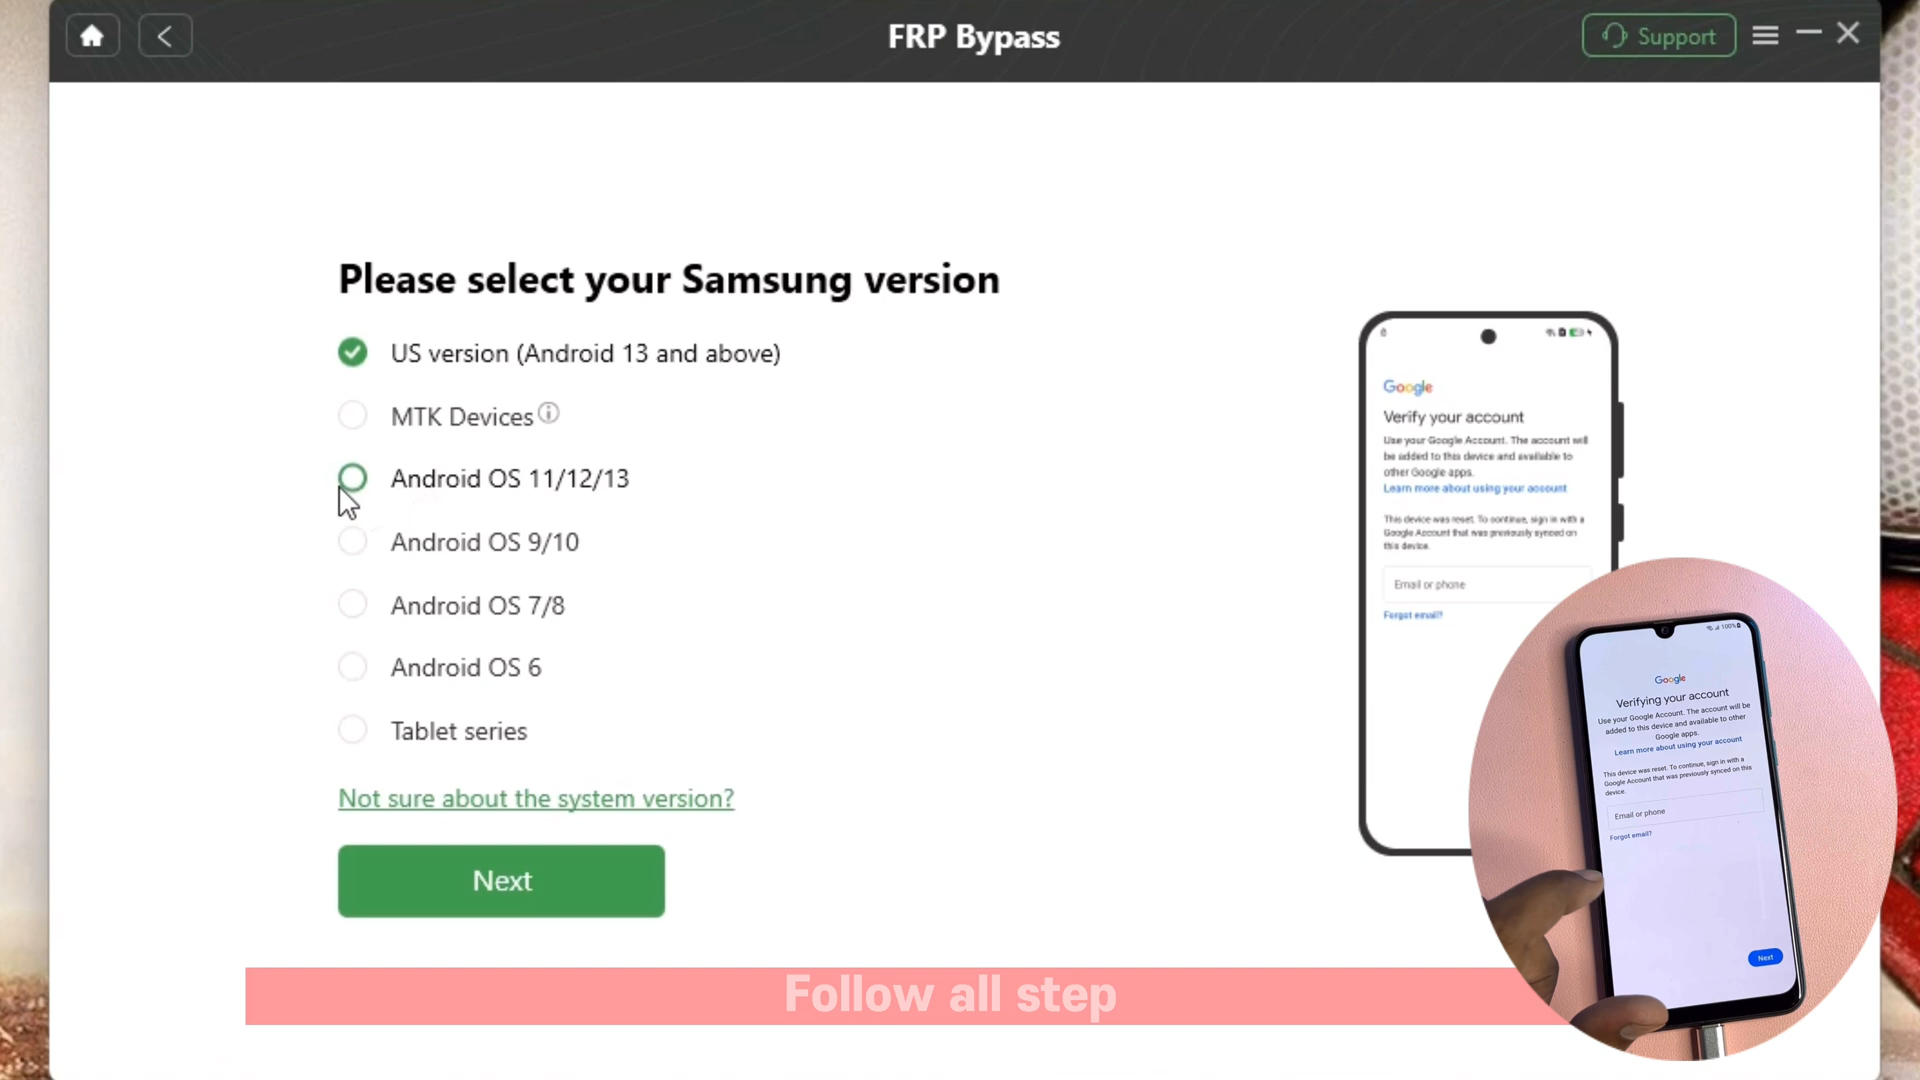 FRP Bypass
Support
Please select your Samsung version
US version (Android 13 and above)
MTK Devices
Android OS 11/12/13
Android OS 9/10
Android OS 7/8
Android OS 6
Tablet series
Not sure about the system version?
Next
Google
Verify your account
Use your Google Account. The account will
be added to this device and available to
other Google apps.
Learn more about using your account
This device was reset. To continue, sign in with a
Google Account that was previously synced on
this device.
Email or phone
Forgot email?
100%
Google
Verifying your account
Use your Google Account. The account will be
added to this device and available to other
Google apps.
Learn more about using your account
This device was reset. To continue, sign in with a
Google Account that was previously synced on this
device.
Email or phone
Forgot email?
Next
Follow all step